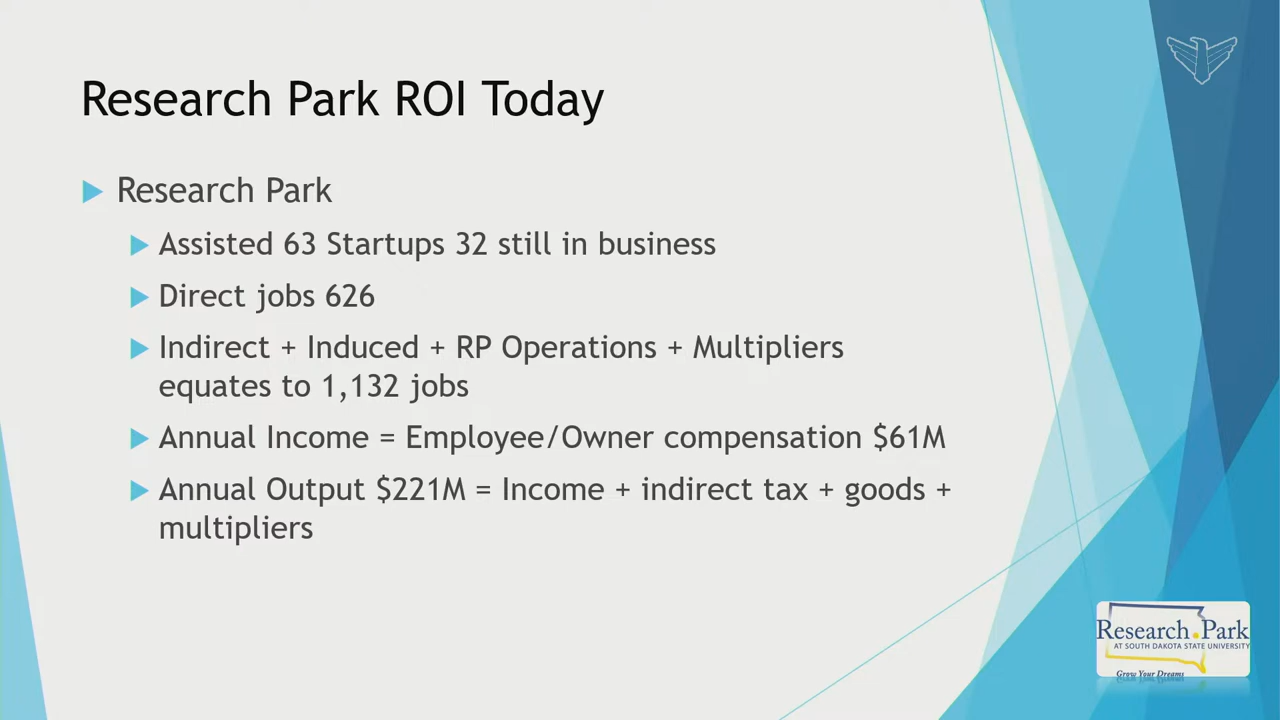 Research Park ROI Today
Research Park
Assisted 63 Startups 32 still in business
Direct jobs 626
Indirect + Induced + RP Operations + Multipliers
equates to 1,132 jobs
Annual Income = Employee/Owner compensation $61M
Annual Output $221M = Income + indirect tax + goods +
multipliers
Research Park
AT SOUTH DAKOTA STATE UNIVERSITY
Grow Your Dreams